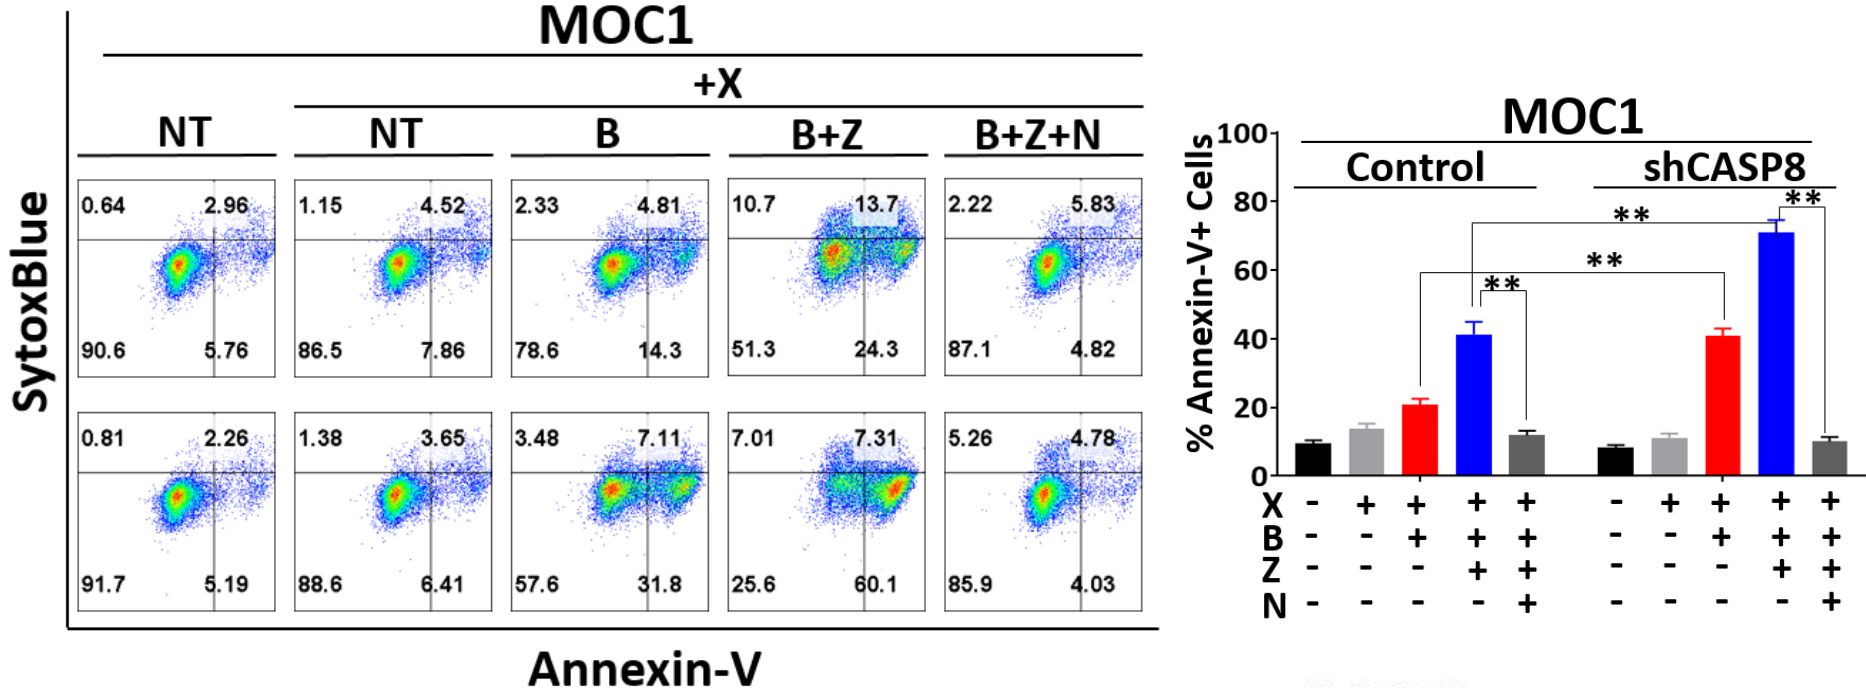 MOC1
+X
NT NT B B+Z B+Z+N
SytoxBlue
0.64 2.96 1.15 4.52 2.33 4.81 10.7 13.7 2.22 5.83
90.6 5.76 86.5 7.86 78.6 14.3 51.3 24.3 87.1 4.82
0.81 2.26 1.38 3.65 3.48 7.11 7.01 7.31 5.26 4.78
91.7 5.19 88.6 6.41 57.6 31.8 25.6 60.1 85.9 4.03
Annexin-V
MOC1
Control shCASP8
% Annexin-V+ Cells
100
80
60
40
20
0
**
**
**
**
X - + + + + - + + + +
B - - + + + - - + + +
Z - - - + + - - - + +
N - - - - + - - - - +